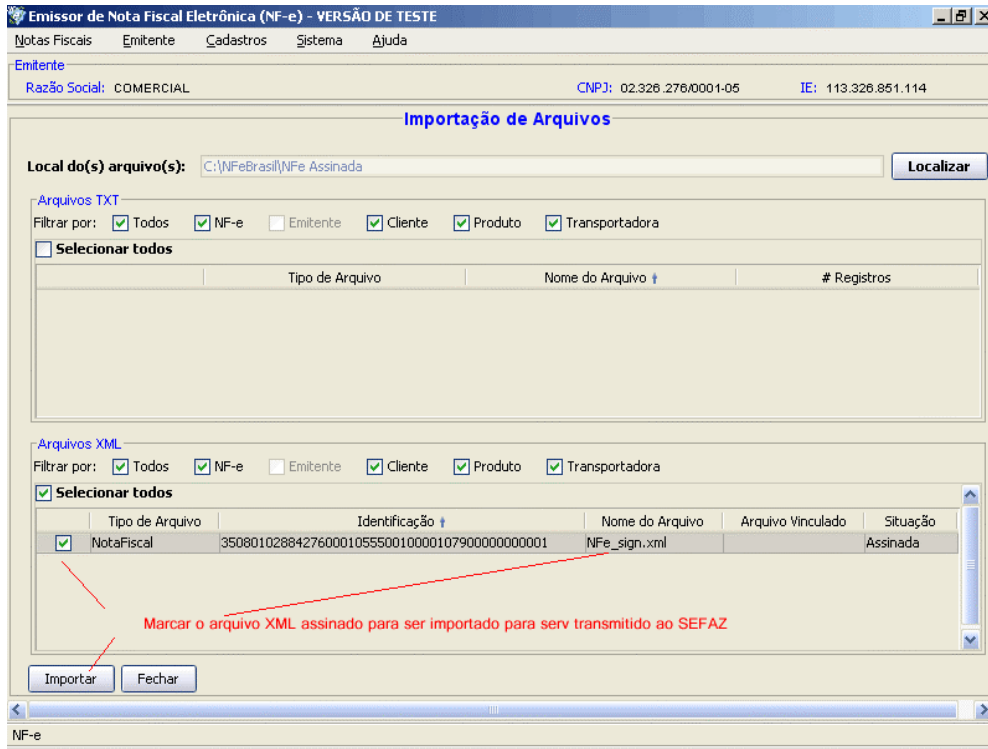 Emissor de Nota Fiscal Eletrônica (NF-e) - VERSÃO DE TESTE
Notas Fiscais Emitente Cadastros Sistema Ajuda
Emitente
Razão Social: COMERCIAL CNPJ: 02.326.276/0001-05 IE: 113.326.851.114
Importação de Arquivos
Local do(s) arquivo(s): C:\NFeBrasil\NFe Assinada Localizar
Arquivos TXT
Filtrar por: Todos NF-e Emitente Cliente Produto Transportadora
Selecionar todos
Tipo de Arquivo Nome do Arquivo # Registros
Arquivos XML
Filtrar por: Todos NF-e Emitente Cliente Produto Transportadora
Selecionar todos
Tipo de Arquivo Identificação Nome do Arquivo Arquivo Vinculado Situação
NotaFiscal 35080102884276000105550010000107900000000001 NFe_sign.xml Assinada
Marcar o arquivo XML assinado para ser importado para serv transmitido ao SEFAZ
Importar Fechar
NF-e